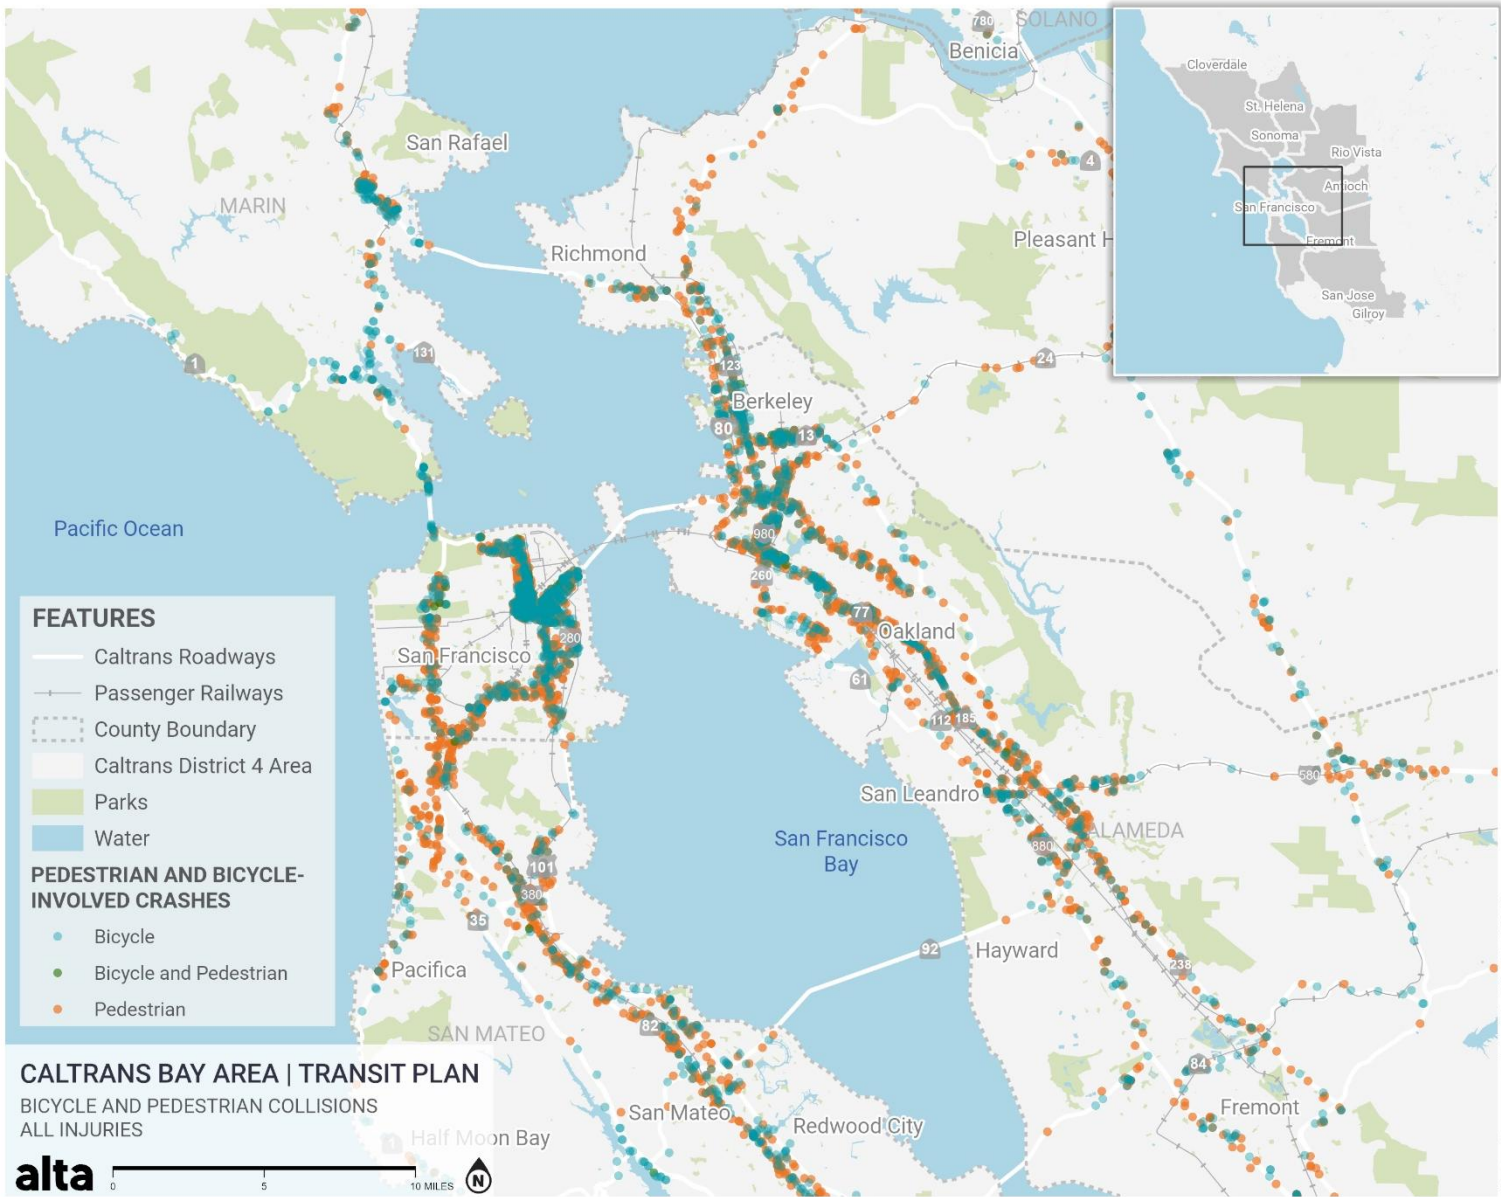 780
SOLANO
Benicia
San Rafael
4
MARIN
Richmond
Pleasant H
1
131
24
123
Berkeley
80
13
Pacific Ocean
980
260
77
Oakland
280
San Francisco
61
112
185
580
San Leandro
San Francisco
Bay
ALAMEDA
880
101
380
35
92
Hayward
238
Pacifica
SAN MATEO
82
84
Fremont
San Mateo
Redwood City
1
Half Moon Bay
Cloverdale
St. Helena
Sonoma
Rio Vista
Antioch
San Francisco
Fremont
San Jose
Gilroy
FEATURES
Caltrans Roadways
Passenger Railways
County Boundary
Caltrans District 4 Area
Parks
Water
PEDESTRIAN AND BICYCLE-
INVOLVED CRASHES
Bicycle
Bicycle and Pedestrian
Pedestrian
CALTRANS BAY AREA | TRANSIT PLAN
BICYCLE AND PEDESTRIAN COLLISIONS
ALL INJURIES
alta
0 5 10 MILES
N